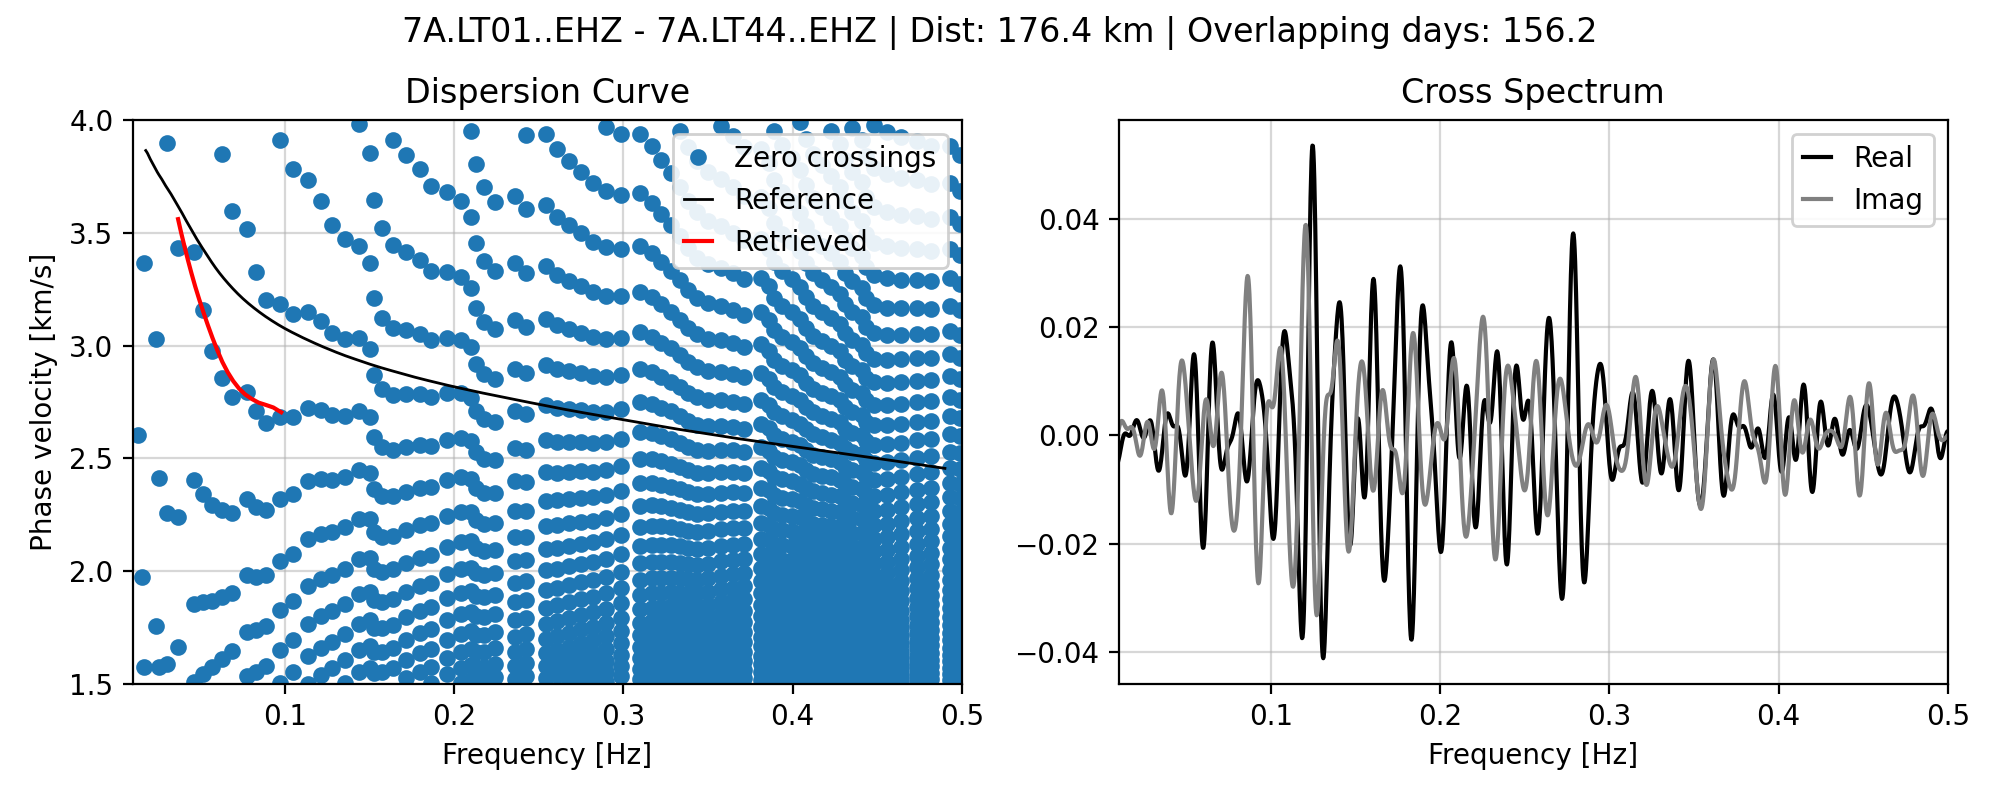 7A.LT01..EHZ - 7A.LT44..EHZ | Dist: 176.4 km | Overlapping days: 156.2
Dispersion Curve
Phase velocity [km/s]
4.0
3.5
3.0
2.5
2.0
1.5
Zero crossings
Reference
Retrieved
0.1
0.2
0.3
0.4
0.5
Frequency [Hz]
Cross Spectrum
0.04
0.02
0.00
−0.02
−0.04
Real
Imag
0.1
0.2
0.3
0.4
0.5
Frequency [Hz]